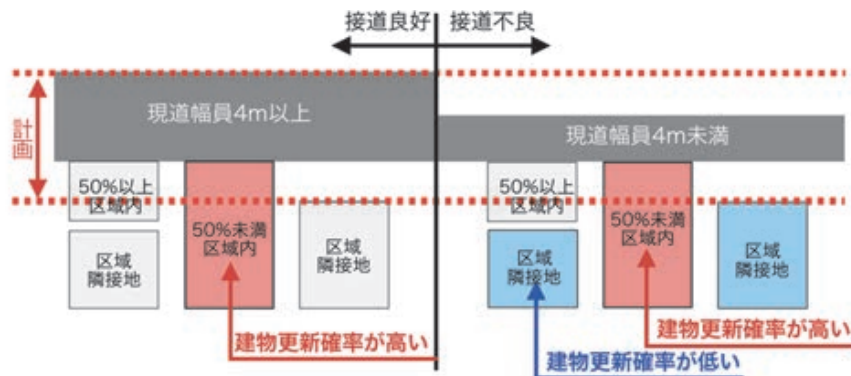 接道良好
接道不良
現道幅員4m以上
現道幅員4m未満
計画
50%以上
区域内
50%未満
区域内
区域
隣接地
区域
隣接地
50%以上
区域内
50%未満
区域内
区域
隣接地
区域
隣接地
建物更新確率が高い
建物更新確率が高い
建物更新確率が低い